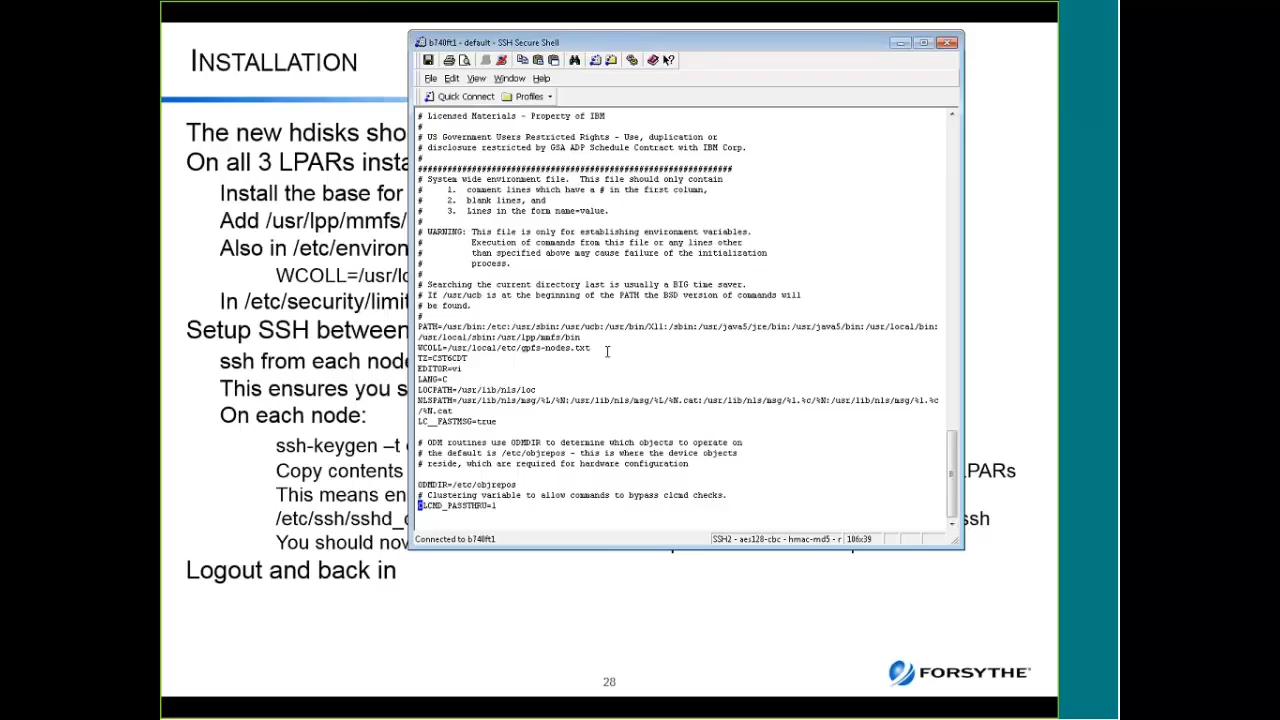 INSTALLATION
The new hdisks sho
On all 3 LPARs insta
Install the base for
Add /usr/lpp/mmfs/
Also in /etc/environ
WCOLL=/usr/lo
In /etc/security/limit
Setup SSH between
ssh from each node
This ensures you s
On each node:
ssh-keygen –t
Copy contents
LPARs
This means en
/etc/ssh/sshd_
ssh
You should nov
Logout and back in
b740ft1 - default - SSH Secure Shell
File Edit View Window Help
Quick Connect Profiles
# Licensed Materials - Property of IBM
#
# US Government Users Restricted Rights - Use, duplication or
# disclosure restricted by GSA ADP Schedule Contract with IBM Corp.
#
######################################################################
# System wide environment file. This file should only contain
# 1. comment lines which have a # in the first column,
# 2. blank lines, and
# 3. Lines in the form name=value.
#
# WARNING: This file is only for establishing environment variables.
# Execution of commands from this file or any lines other
# than specified above may cause failure of the initialization
# process.
#
# Searching the current directory last is usually a BIG time saver.
# If /usr/ucb is at the beginning of the PATH the BSD version of commands will
# be found.
#
PATH=/usr/bin:/etc:/usr/sbin:/usr/ucb:/usr/bin/X11:/sbin:/usr/java5/jre/bin:/usr/java5/bin:/usr/local/bin:
/usr/local/sbin:/usr/lpp/mmfs/bin
WCOLL=/usr/local/etc/gpfs-nodes.txt
TZ=CST6CDT
EDITOR=vi
LANG=C
LOCPATH=/usr/lib/nls/loc
NLSPATH=/usr/lib/nls/msg/%L/%N:/usr/lib/nls/msg/%L/%N.cat:/usr/lib/nls/msg/%l.%c/%N:/usr/lib/nls/msg/%l.%c
/%N.cat
LC__FASTMSG=true
# ODM routines use ODMDIR to determine which objects to operate on
# the default is /etc/objrepos - this is where the device objects
# reside, which are required for hardware configuration
ODMDIR=/etc/objrepos
# Clustering variable to allow commands to bypass clcmd checks.
CLCMD_PASSTHRU=1
Connected to b740ft1
SSH2 - aes128-cbc - hmac-md5 - r 106x39
28
FORSYTHE